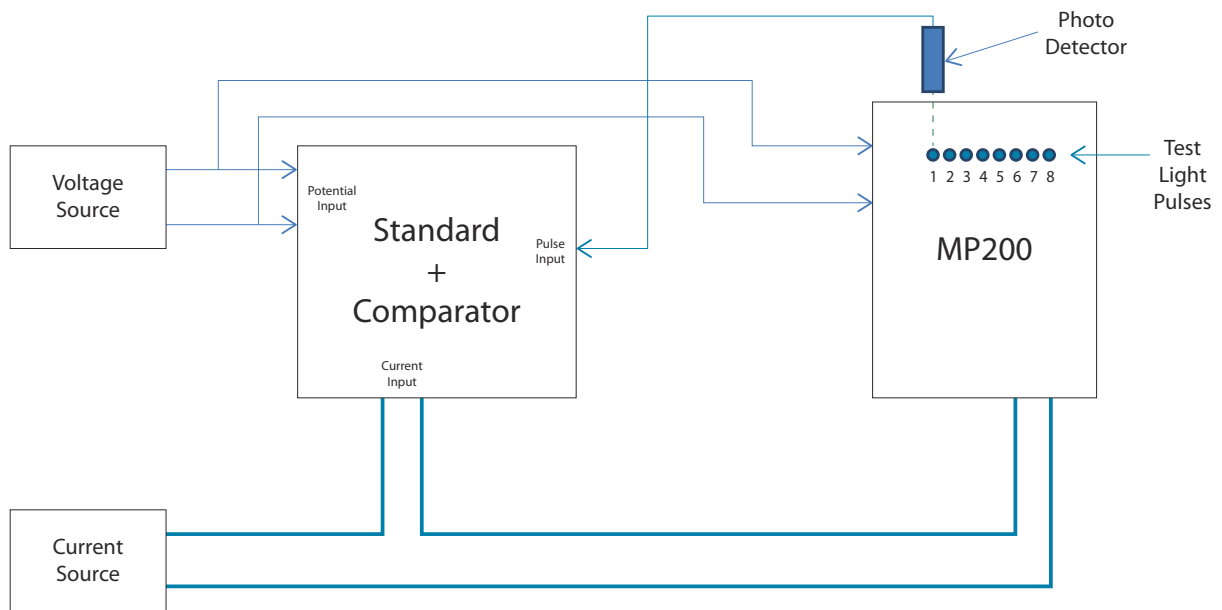 Photo
Detector
Voltage
Source
Potential
Input
Standard
+
Comparator
Pulse
Input
Current
Input
1 2 3 4 5 6 7 8
MP200
Test
Light
Pulses
Current
Source